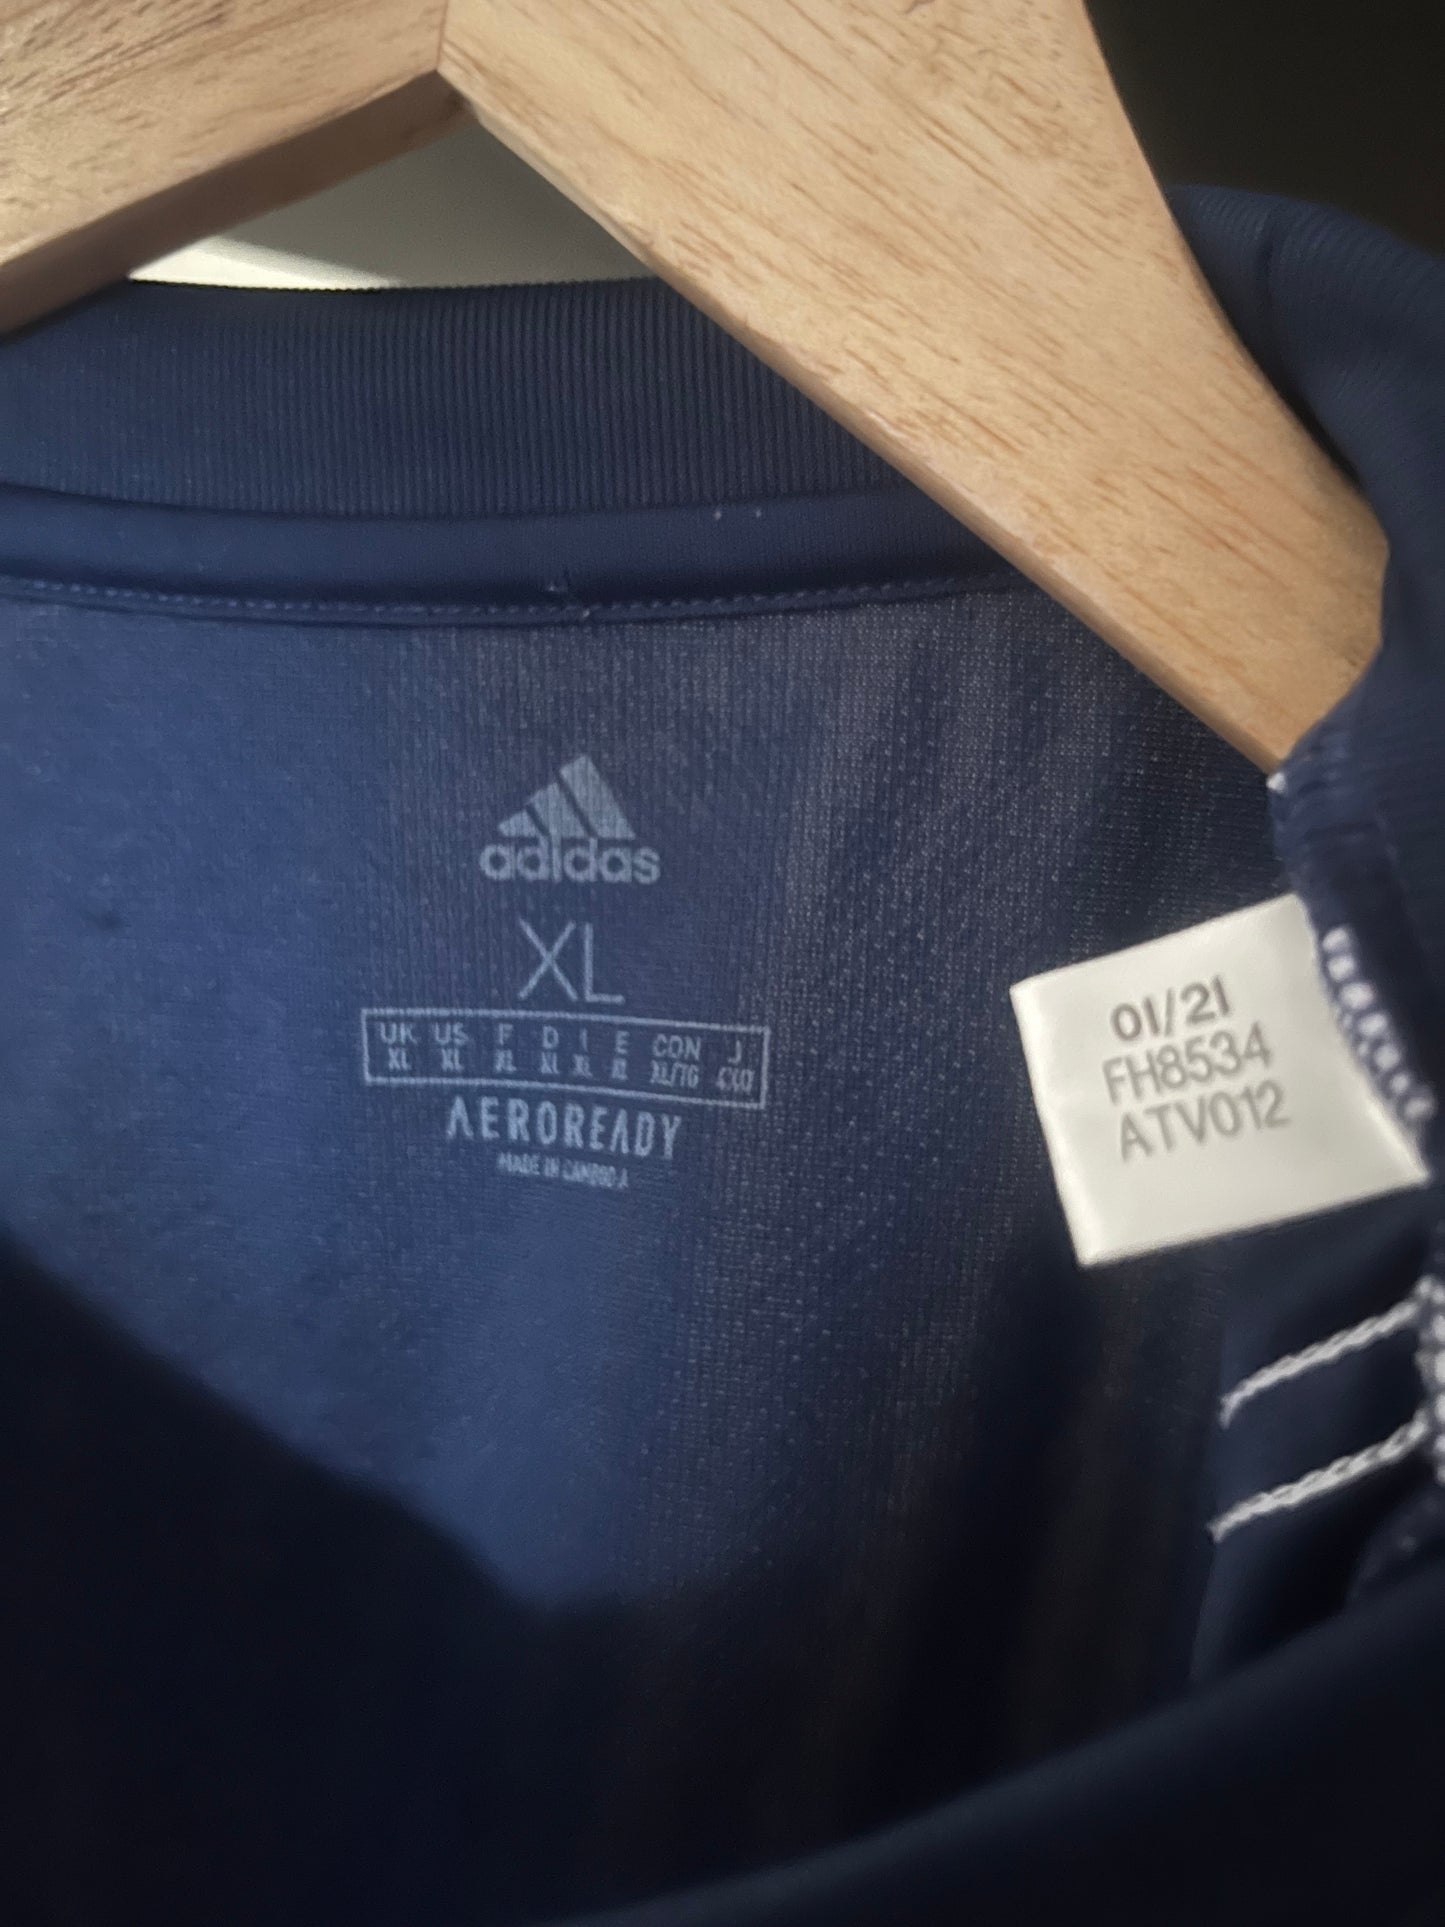 adidas
XL
UK US F D I E CON J
XL XL XL XL XL XL XL/TG
AEROREADY
MADE IN CAMBODIA
01/21
FH8534
ATV012